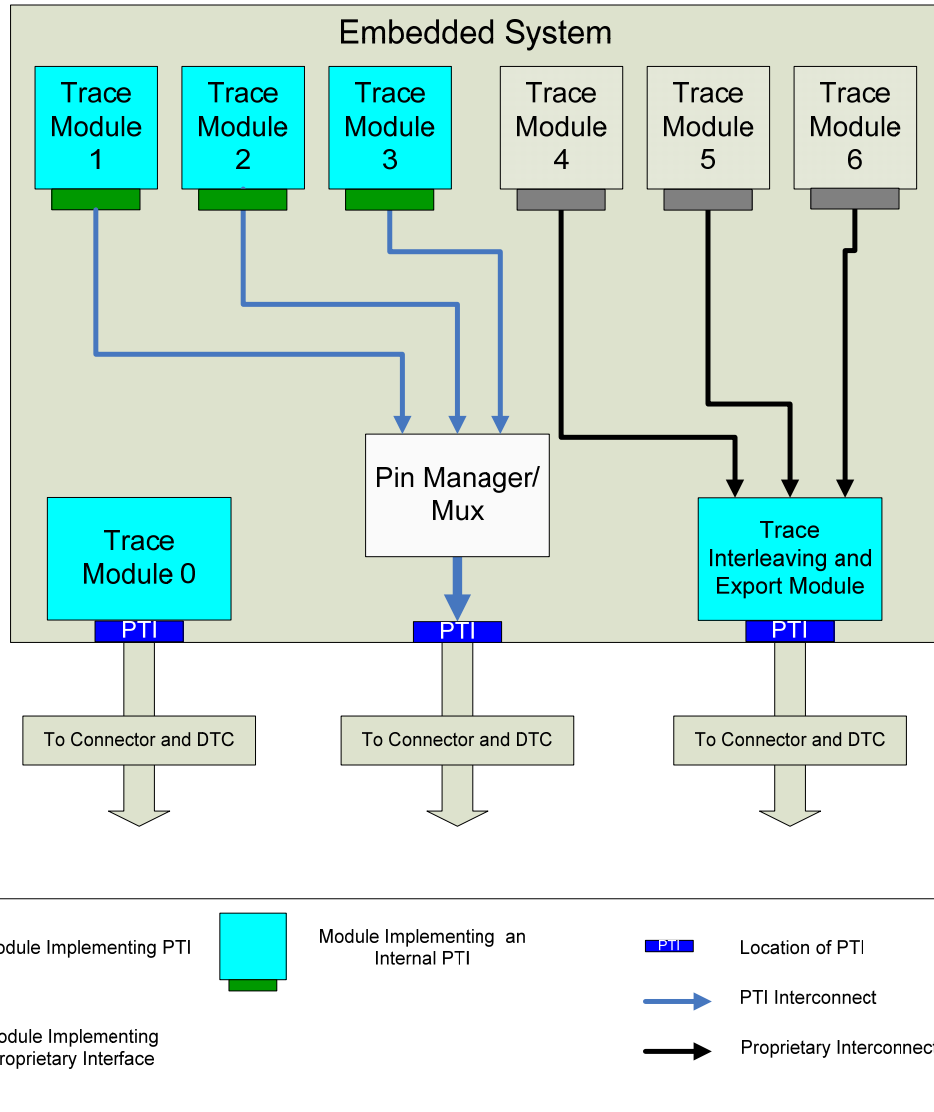 Embedded System
Trace
Module
1
Trace
Module
2
Trace
Module
3
Trace
Module
4
Trace
Module
5
Trace
Module
6
Pin Manager/
Mux
Trace
Module 0
Trace
Interleaving and
Export Module
PTI
PTI
PTI
To Connector and DTC
To Connector and DTC
To Connector and DTC
odule Implementing PTI
Module Implementing an
Internal PTI
PTI
Location of PTI
PTI Interconnect
odule Implementing
roprietary Interface
Proprietary Interconnect